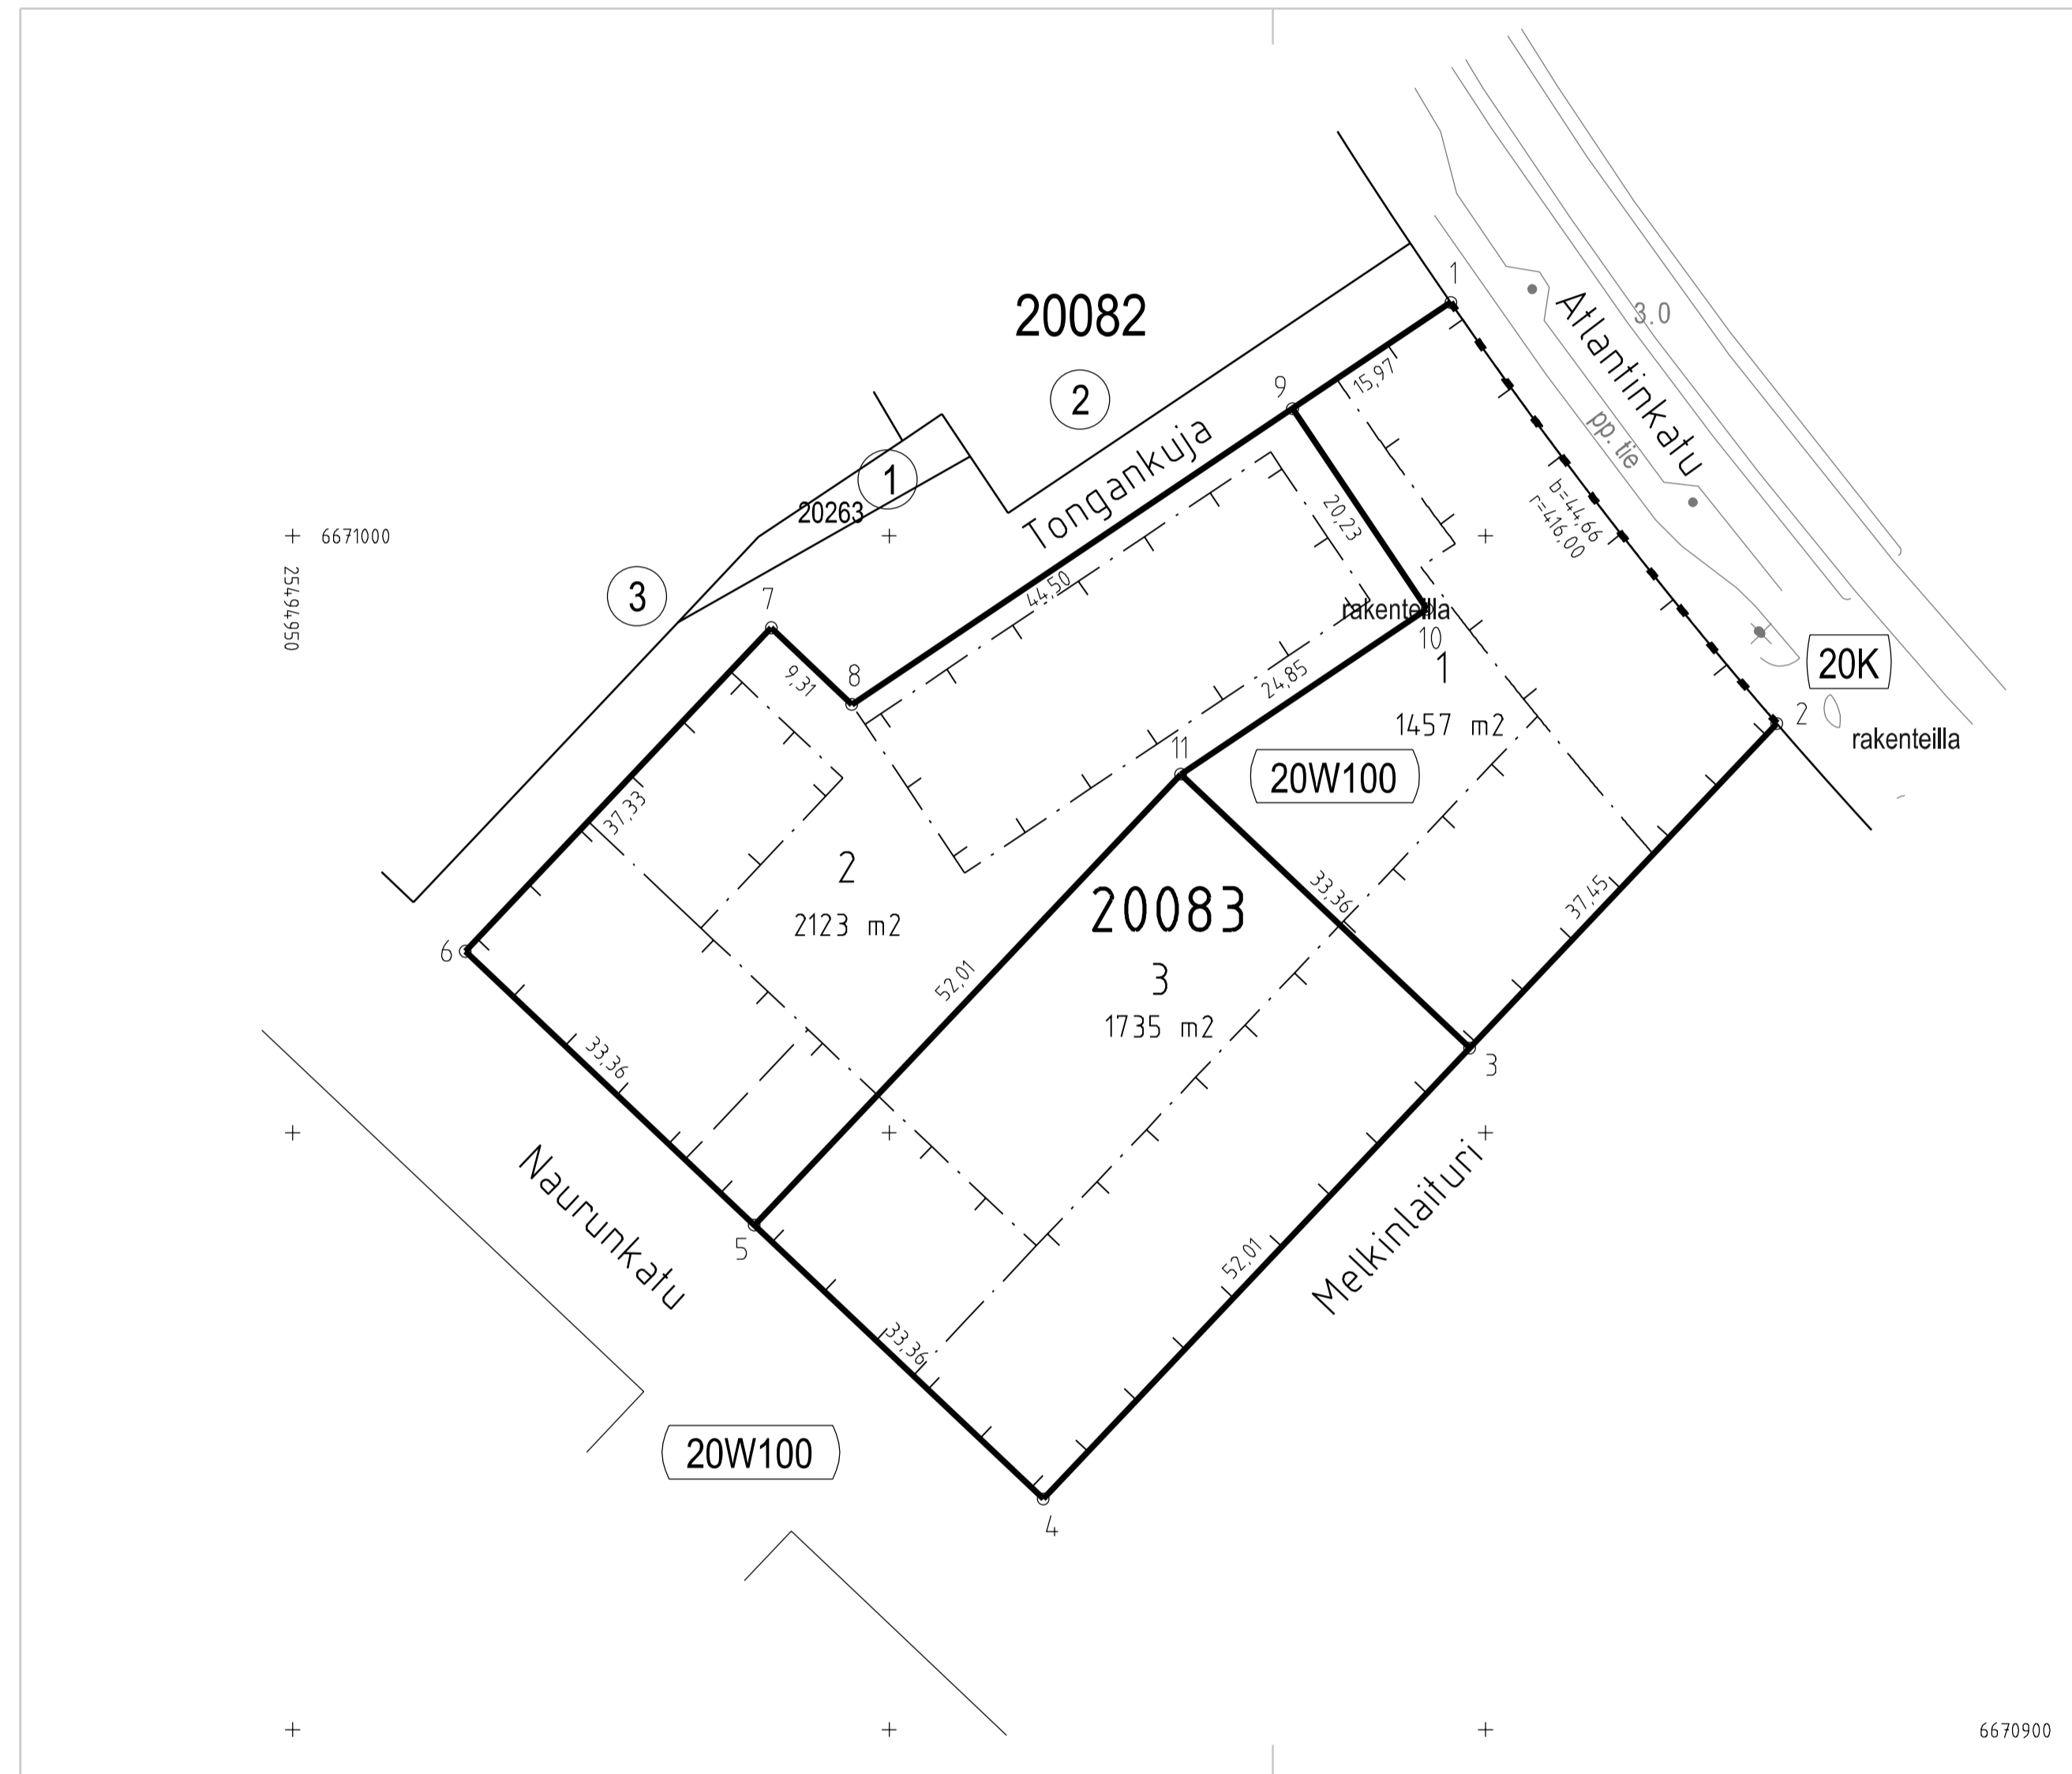 1
20082
3.0
Atlantinkatu
2
9
15,97
pp. tie
Tongankuja
1
20263
20,23
b=44,66
r=416,00
6671000
25494950
3
7
44,50
rakenteilla
10
1
20K
9,31
8
24,85
1457 m2
2
rakenteilla
11
20W100
37,33
2
2123 m2
20083
33,36
37,45
6
52,01
3
1735 m2
3
33,36
Naurunkatu
Melkinlaituri
5
52,01
33,36
20W100
4
6670900